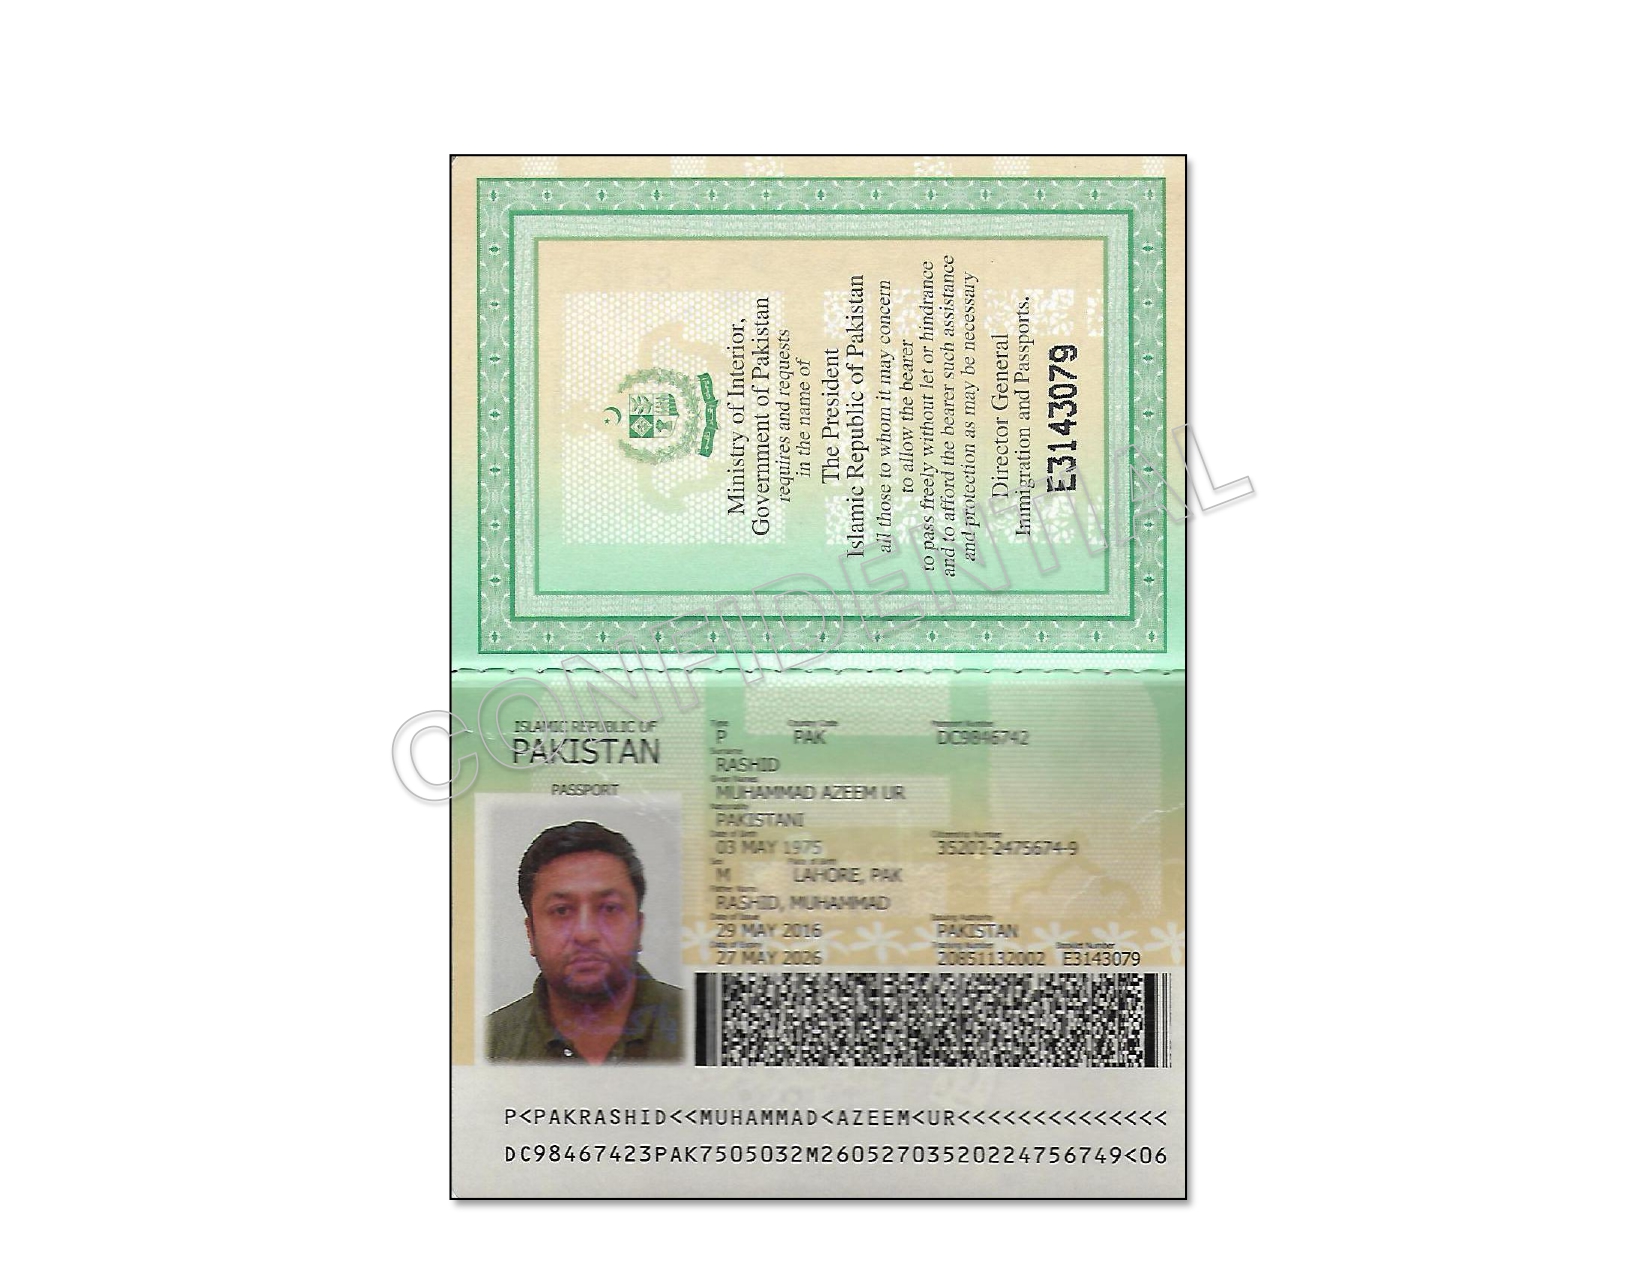 Ministry of Interior,
Government of Pakistan
requires and requests
in the name of
The President
Islamic Republic of Pakistan
all those to whom it may concern
to allow the bearer
to pass freely without let or hindrance
and to afford the bearer such assistance
and protection as may be necessary
Director General
Immigration and Passports.
E3143079
CONFIDENTIAL
ISLAMIC REPUBLIC OF
PAKISTAN
PASSPORT
Type Country Code Passport Number
P PAK DC9846742
Surname
RASHID
Given Names
MUHAMMAD AZEEM UR
Nationality
PAKISTANI
Date of Birth Citizenship Number
03 MAY 1975 35202-2475674-9
Sex Place of Birth
M LAHORE, PAK
Father Name
RASHID, MUHAMMAD
Date of Issue Issuing Authority
29 MAY 2016 PAKISTAN
Date of Expiry Tracking Number Booklet Number
27 MAY 2026 20851132002 E3143079
P<PAKRASHID<<MUHAMMAD<AZEEM<UR<<<<<<<<<<<<<<
DC98467423PAK7505032M26052703520224756749<06